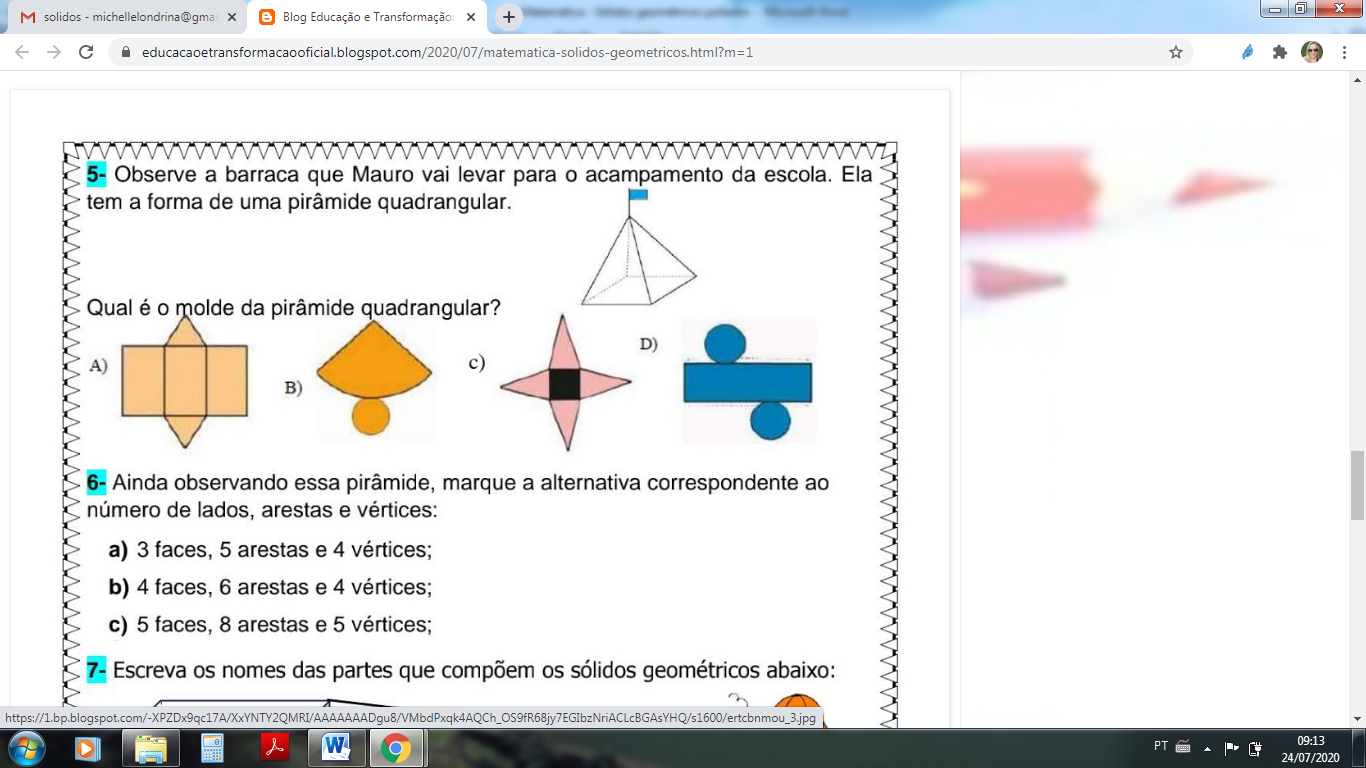 solidos - michellelondrina@gmai
Blog Educação e Transformação:
educacaoetransformacaooficial.blogspot.com/2020/07/matematica-solidos-geometricos.html?m=1
5- Observe a barraca que Mauro vai levar para o acampamento da escola. Ela
tem a forma de uma pirâmide quadrangular.
Qual é o molde da pirâmide quadrangular?
A)
B)
c)
D)
6- Ainda observando essa pirâmide, marque a alternativa correspondente ao
número de lados, arestas e vértices:
a) 3 faces, 5 arestas e 4 vértices;
b) 4 faces, 6 arestas e 4 vértices;
c) 5 faces, 8 arestas e 5 vértices;
7- Escreva os nomes das partes que compõem os sólidos geométricos abaixo:
https://1.bp.blogspot.com/-XPZDx9qc17A/XxYNTY2QMRI/AAAAAAADgu8/VMbdPxqk4AQCh_OS9fR68jy7EGIbzNriACLcBGAsYHQ/s1600/ertcbnmou_3.jpg
PT
09:13
24/07/2020